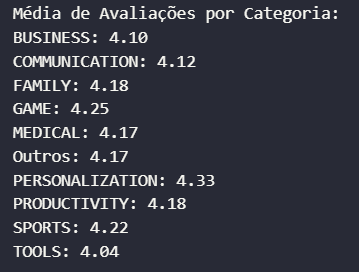 Média de Avaliações por Categoria:
BUSINESS: 4.10
COMMUNICATION: 4.12
FAMILY: 4.18
GAME: 4.25
MEDICAL: 4.17
Outros: 4.17
PERSONALIZATION: 4.33
PRODUCTIVITY: 4.18
SPORTS: 4.22
TOOLS: 4.04